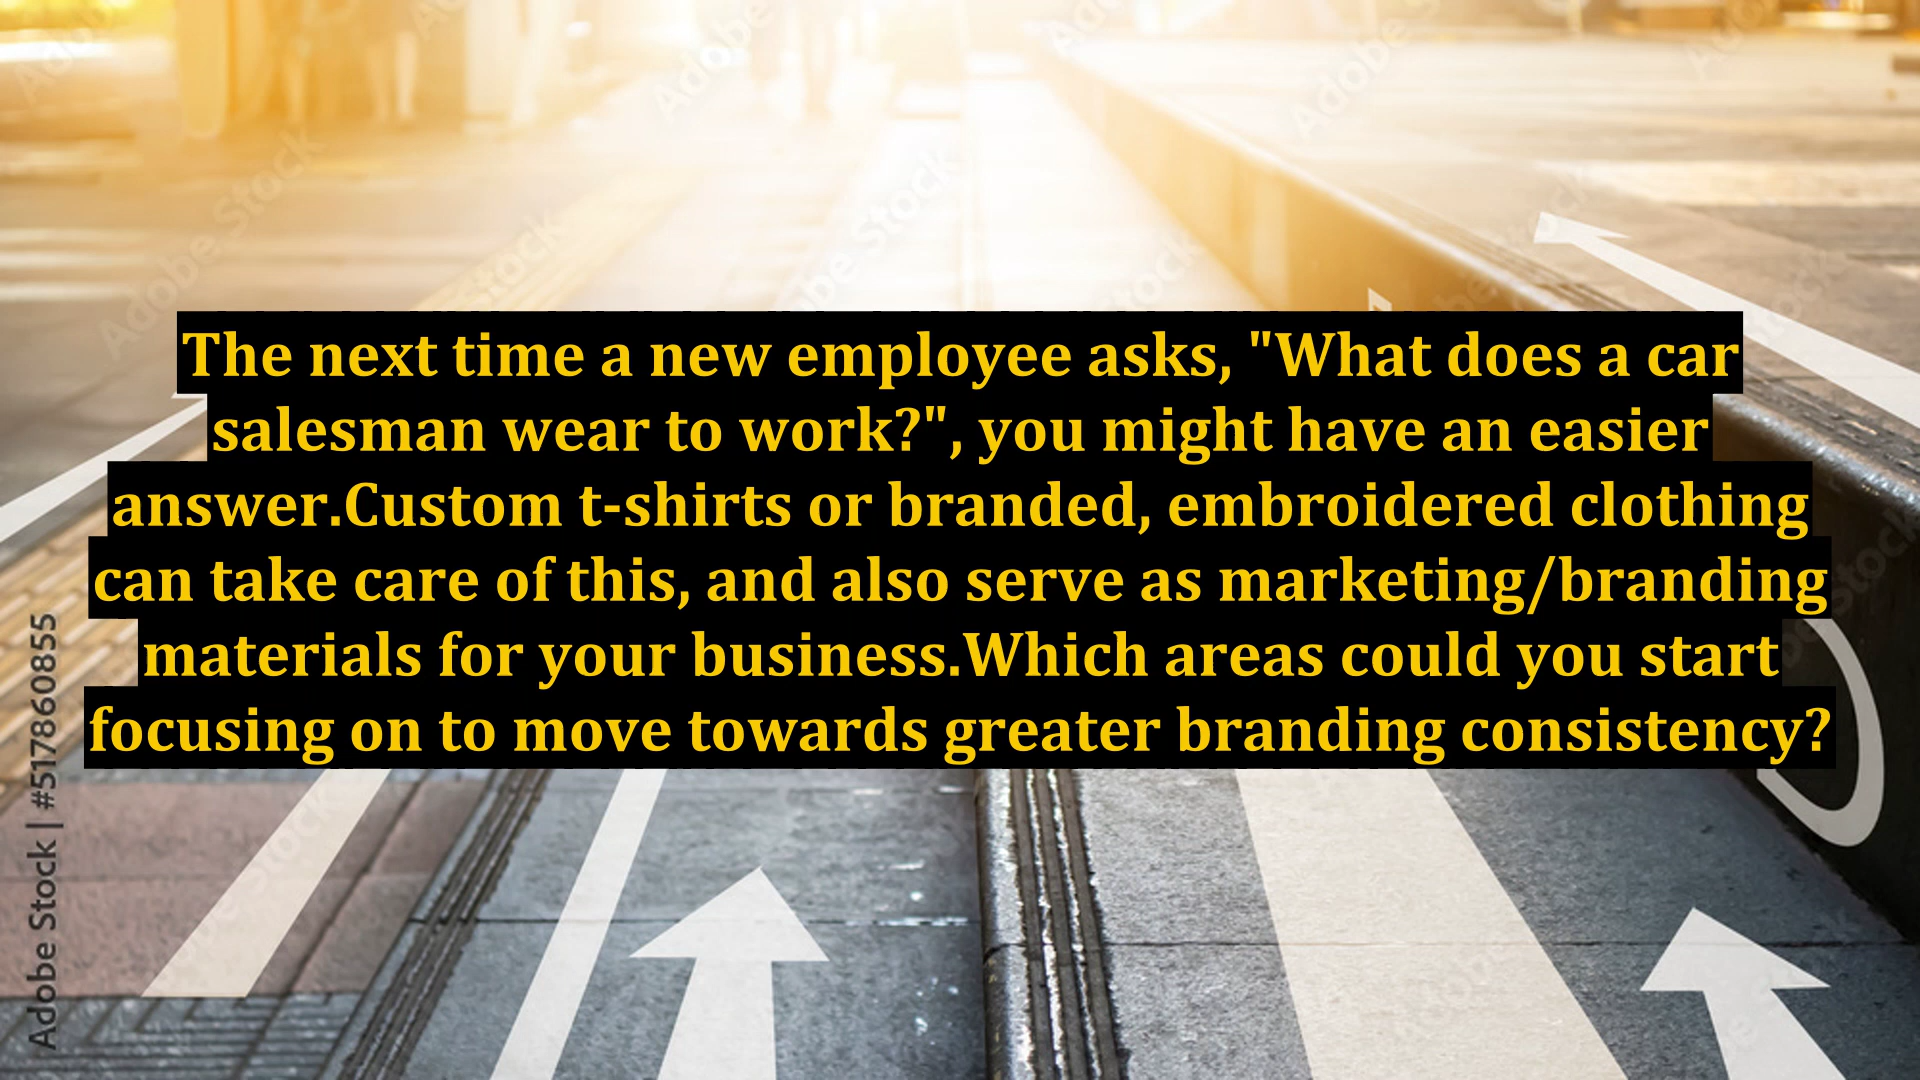 The next time a new employee asks, "What does a car
salesman wear to work?", you might have an easier
answer.Custom t-shirts or branded, embroidered clothing
can take care of this, and also serve as marketing/branding
materials for your business.Which areas could you start
focusing on to move towards greater branding consistency?
Adobe Stock | #517860855